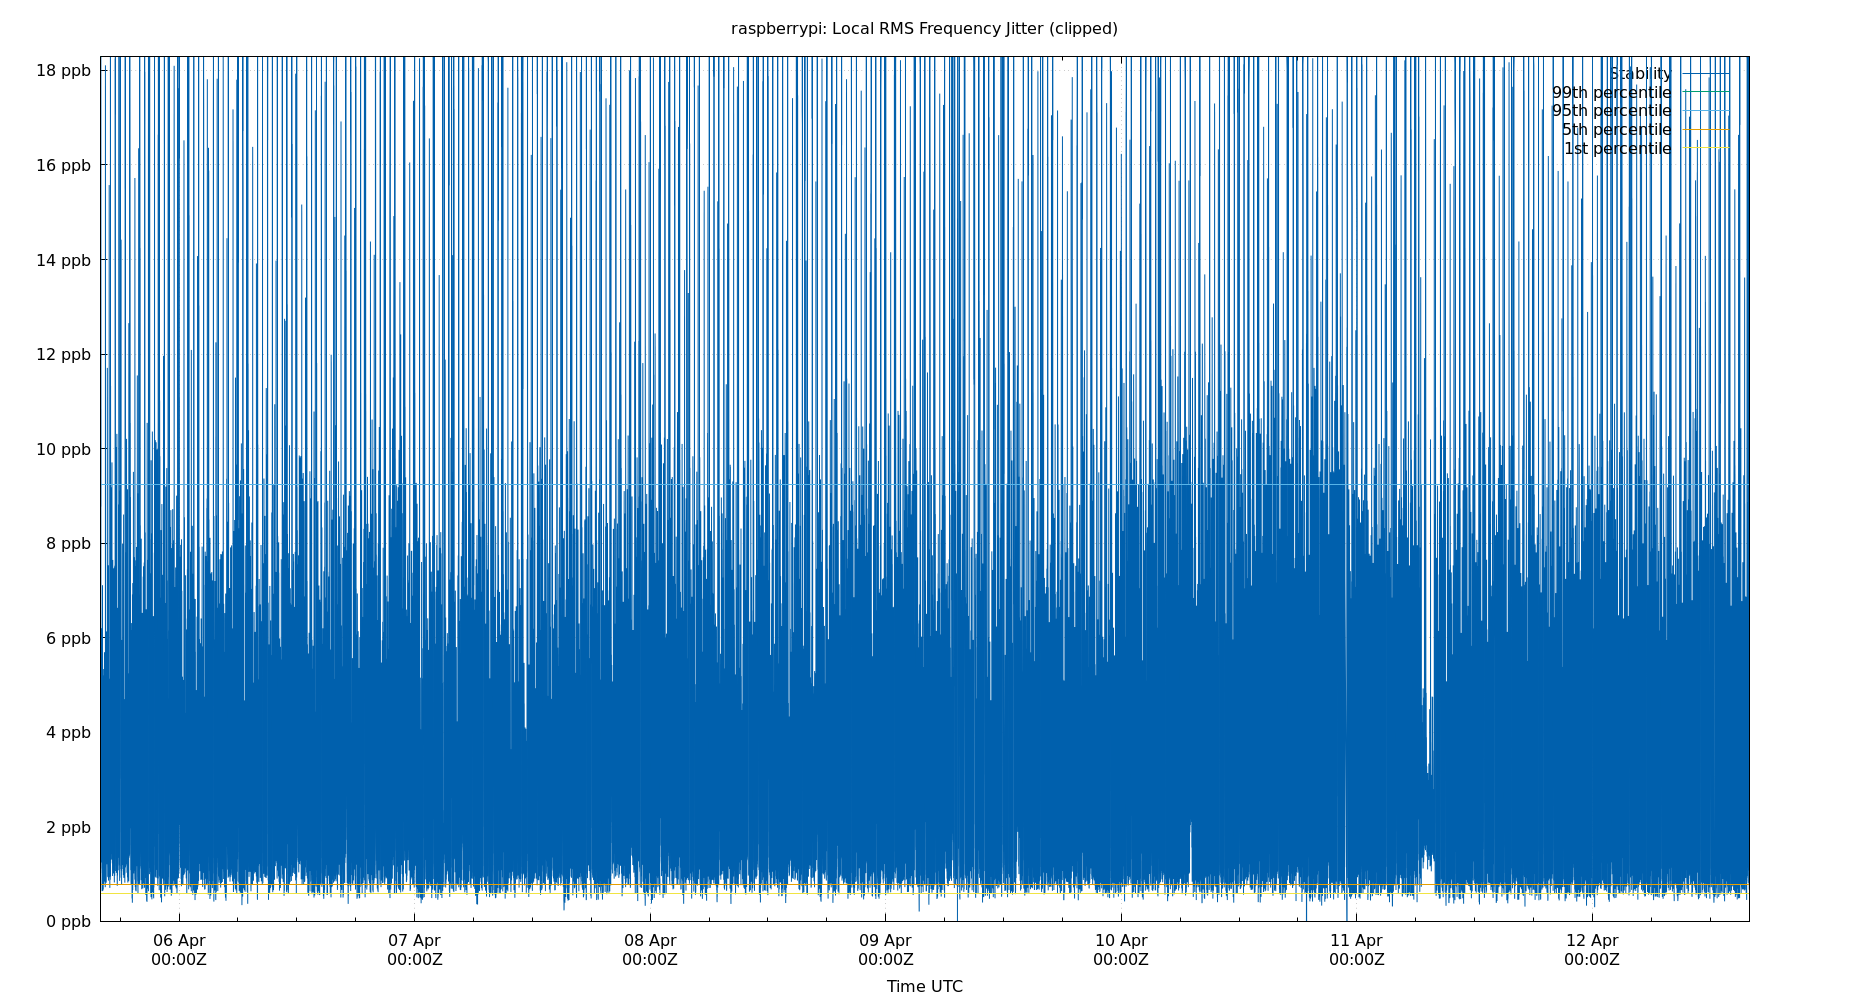 raspberrypi: Local RMS Frequency Jitter (clipped)
18 ppb
16 ppb
14 ppb
12 ppb
10 ppb
8 ppb
6 ppb
4 ppb
2 ppb
0 ppb
Stability
99th percentile
95th percentile
5th percentile
1st percentile
06 Apr
00:00Z
07 Apr
00:00Z
08 Apr
00:00Z
09 Apr
00:00Z
10 Apr
00:00Z
11 Apr
00:00Z
12 Apr
00:00Z
Time UTC